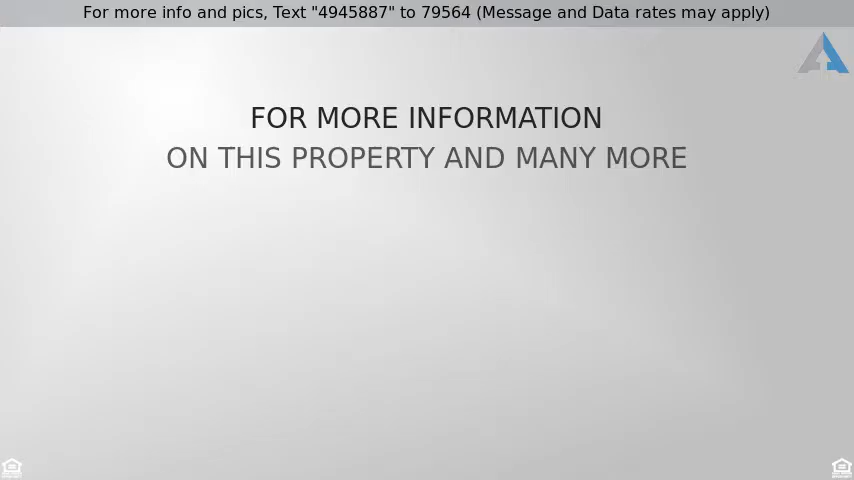 For more info and pics, Text "4945887" to 79564 (Message and Data rates may apply)
FOR MORE INFORMATION
ON THIS PROPERTY AND MANY MORE